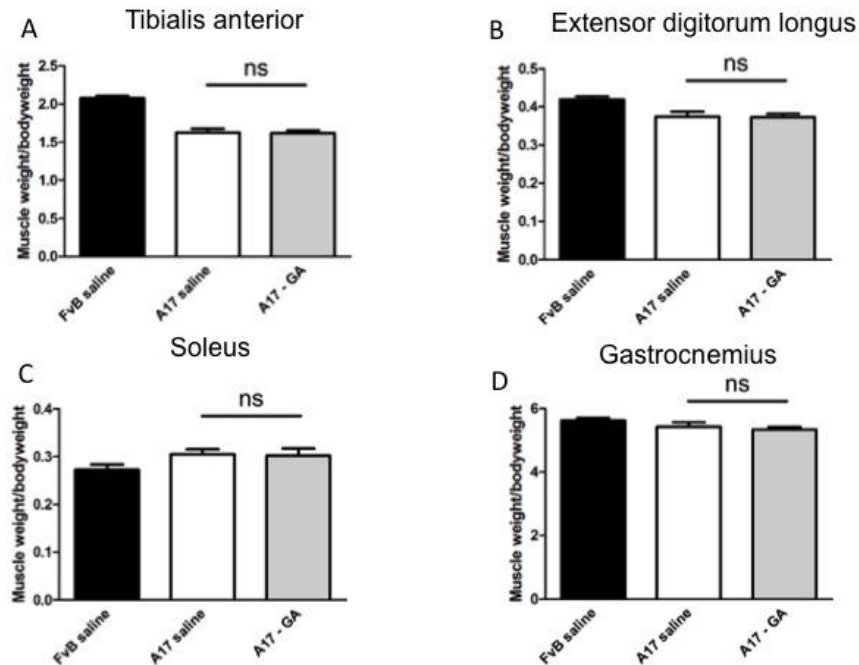 A
Tibialis anterior
Muscle weight/bodyweight
2.5
2.0
1.5
1.0
0.5
0.0
ns
FvB saline
A17 saline
A17 - GA
B
Extensor digitorum longus
Muscle weight/bodyweight
0.5
0.4
0.3
0.2
0.1
0.0
ns
FvB saline
A17 saline
A17 - GA
C
Soleus
Muscle weight/bodyweight
0.4
0.3
0.2
0.1
0.0
ns
FvB saline
A17 saline
A17 - GA
D
Gastrocnemius
Muscle weight/bodyweight
6
4
2
0
ns
FvB saline
A17 saline
A17 - GA